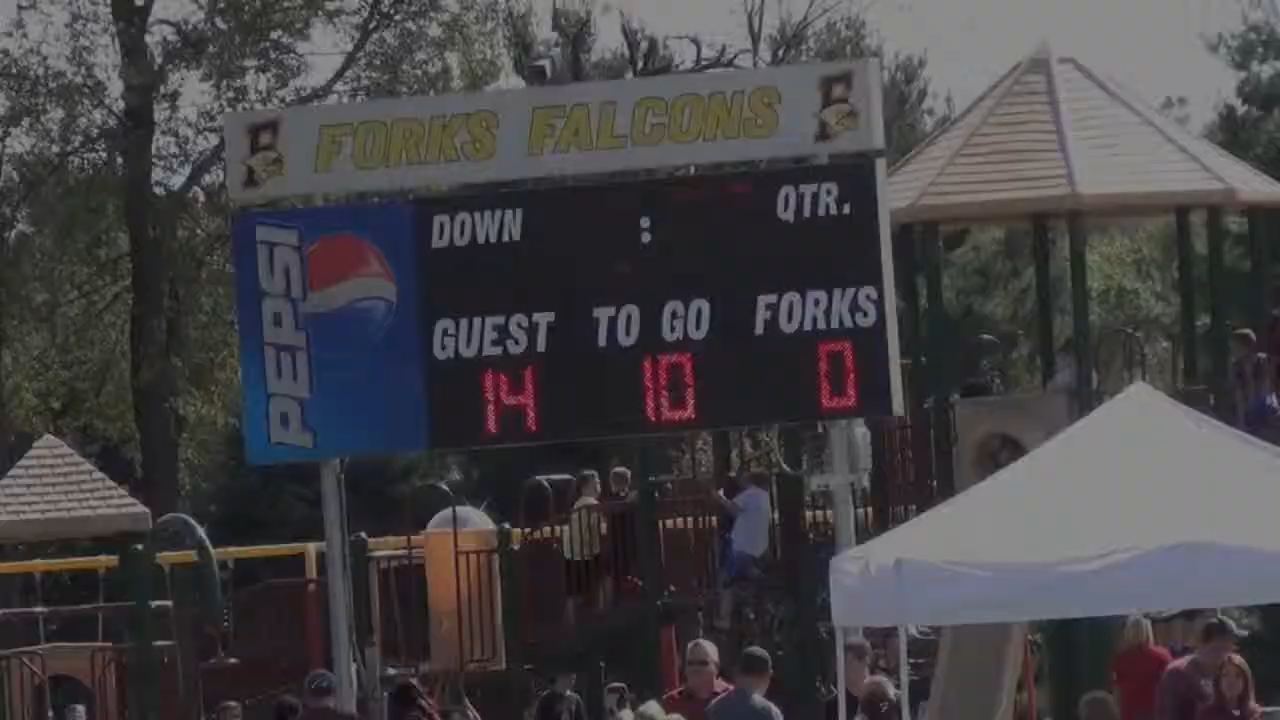 F FORKS FALCONS F
PEPSI
DOWN : QTR.
GUEST TO GO FORKS
14 10 0